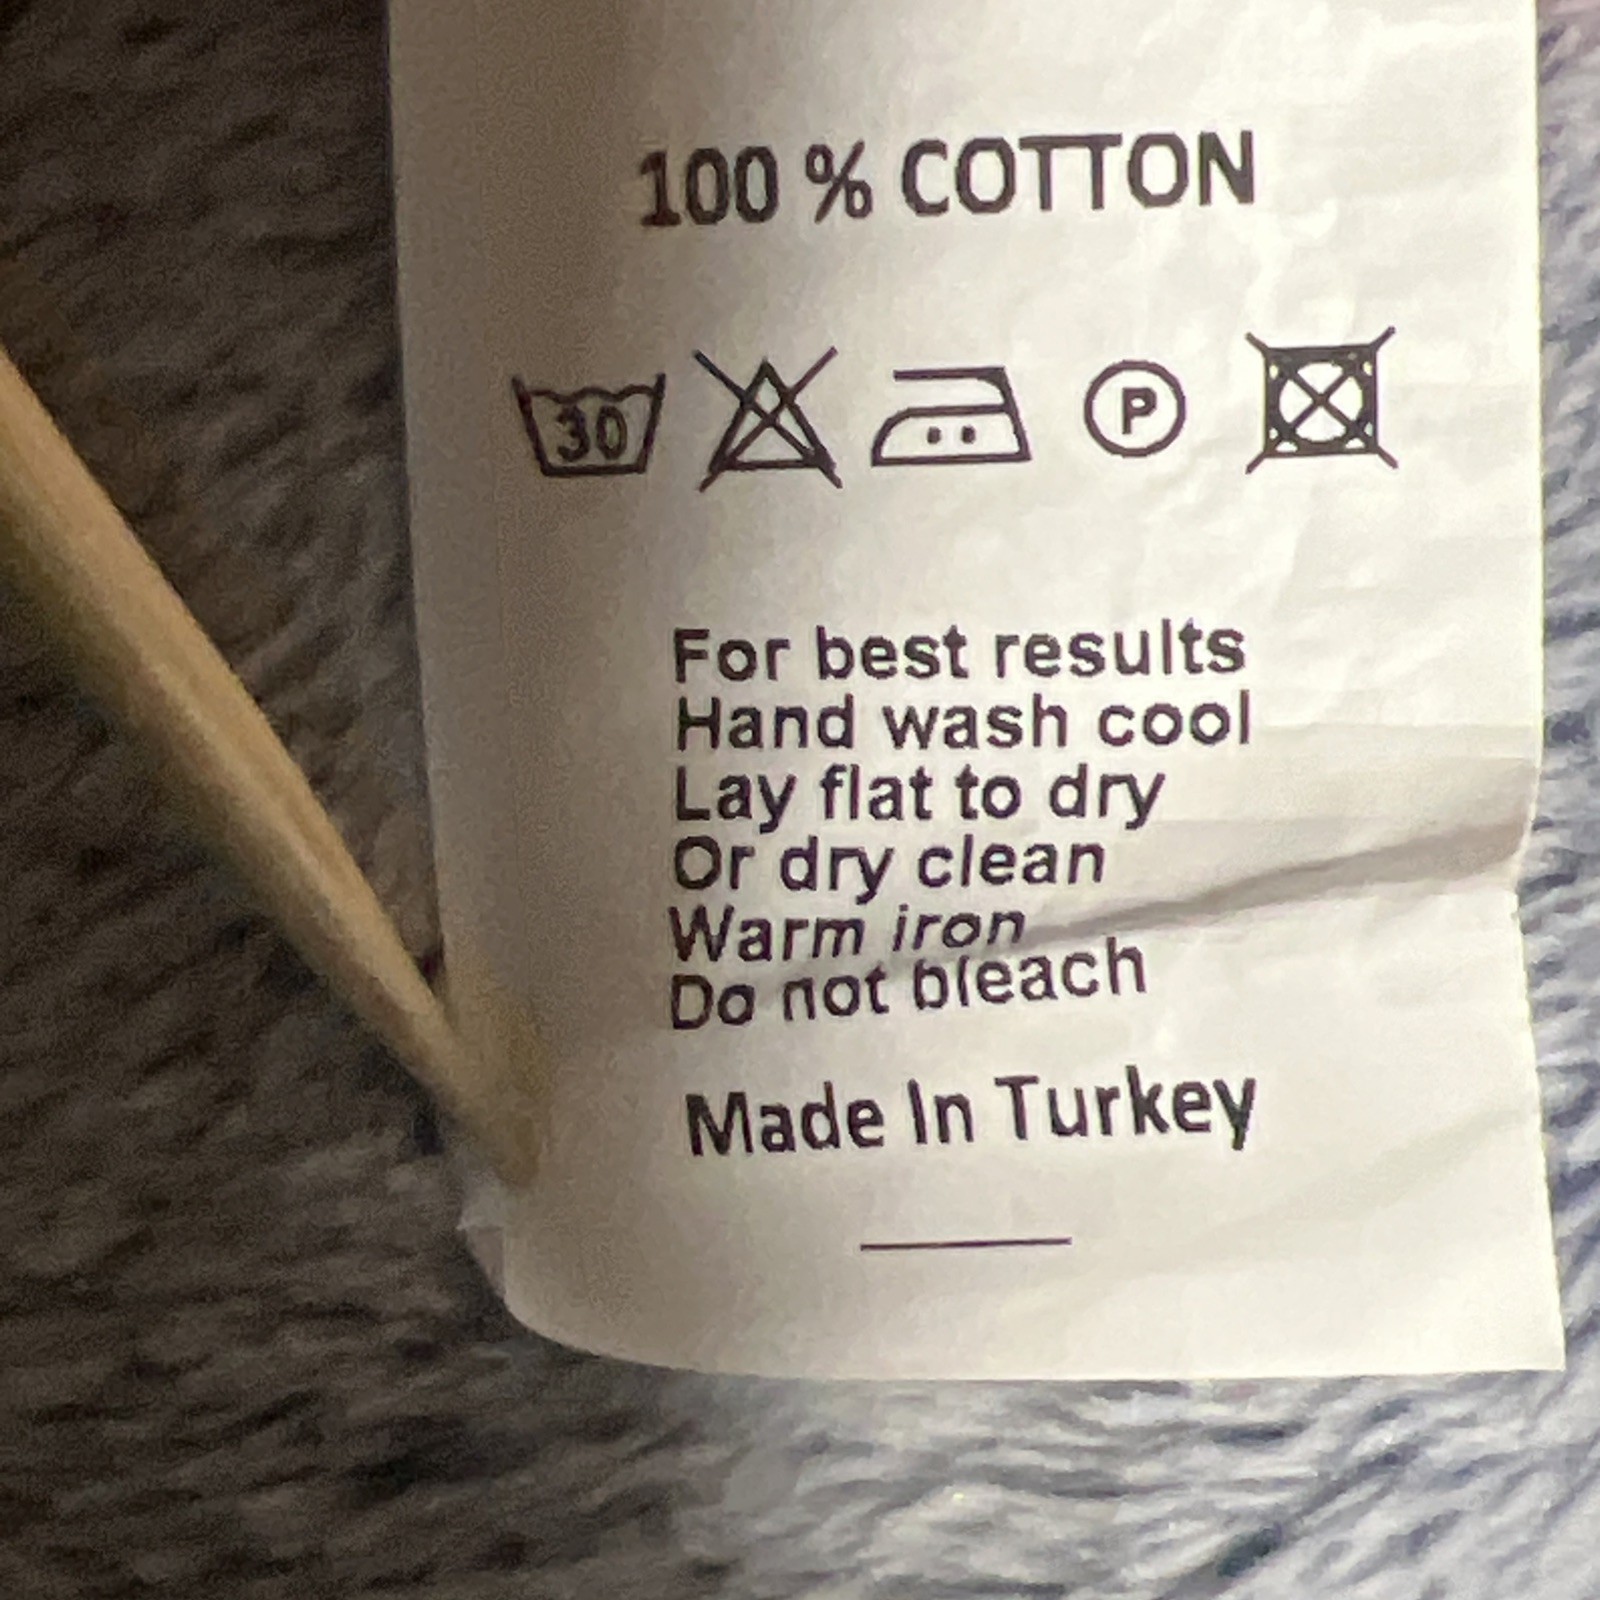 100 % COTTON
30 P
For best results
Hand wash cool
Lay flat to dry
Or dry clean
Warm iron
Do not bleach
Made In Turkey